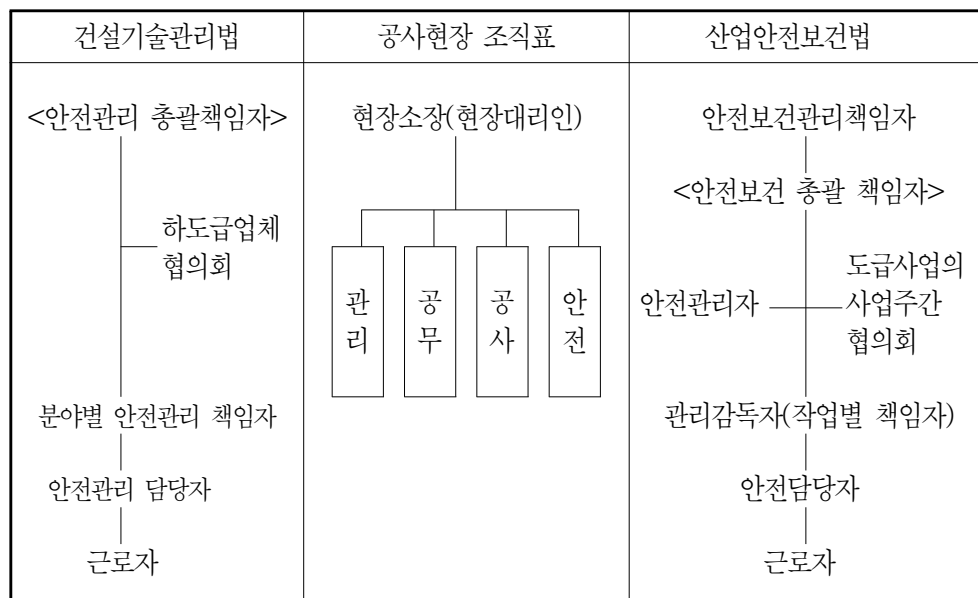 건설기술관리법
공사현장 조직표
산업안전보건법
<안전관리 총괄책임자>
하도급업체
협의회
분야별 안전관리 책임자
안전관리 담당자
근로자
현장소장(현장대리인)
관리
공무
공사
안전
안전보건관리책임자
<안전보건 총괄 책임자>
안전관리자
도급사업의
사업주간
협의회
관리감독자(작업별 책임자)
안전담당자
근로자